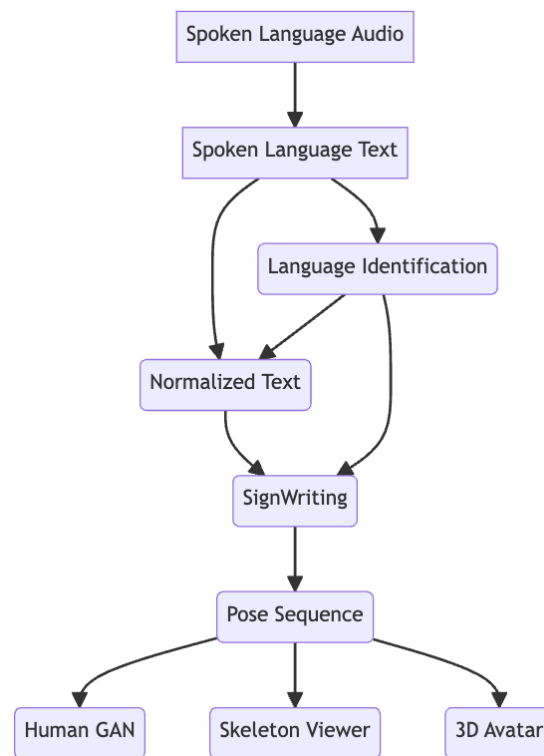 Spoken Language Audio
Spoken Language Text
Language Identification
Normalized Text
SignWriting
Pose Sequence
Human GAN
Skeleton Viewer
3D Avatar